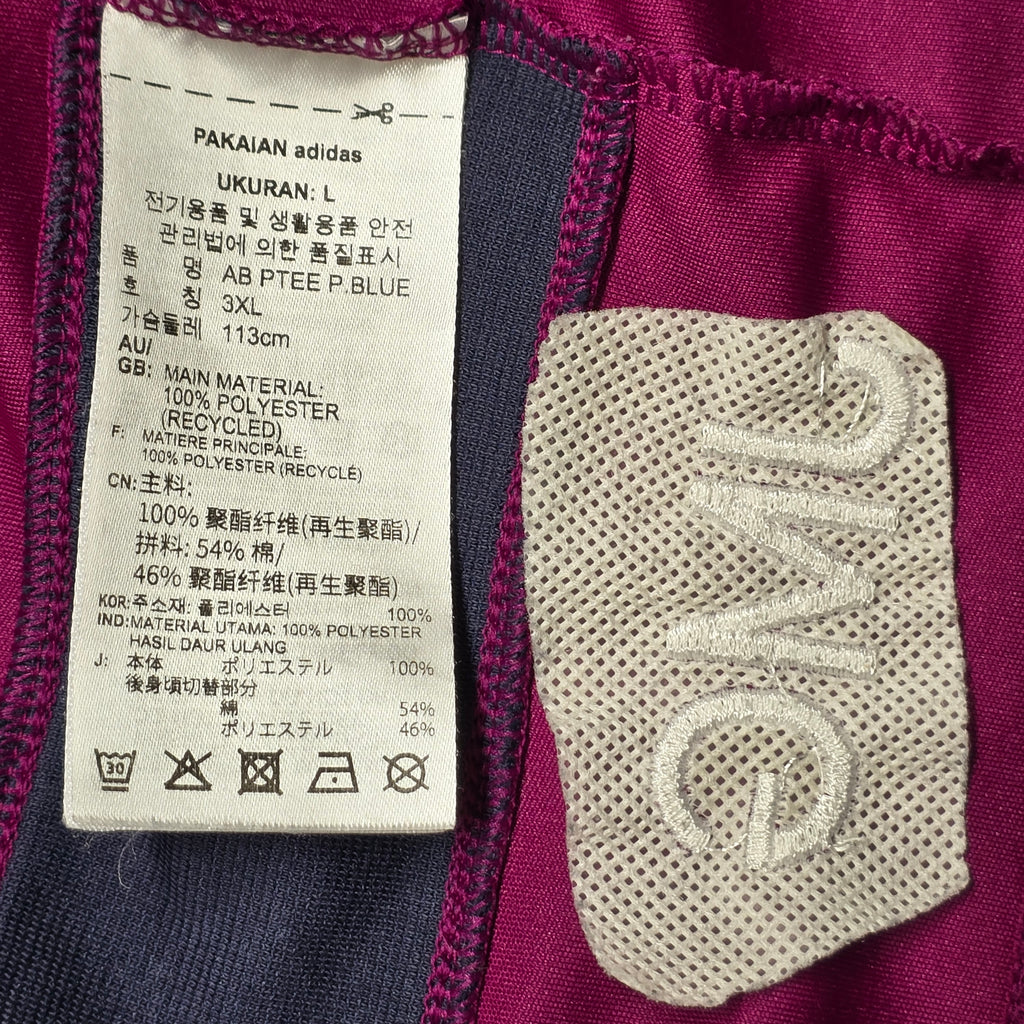 PAKAIAN adidas
UKURAN: L
전기용품 및 생활용품 안전
관리법에 의한 품질표시
품 명 AB PTEE P.BLUE
호 칭 3XL
가슴둘레 113cm
AU/
GB: MAIN MATERIAL:
100% POLYESTER
(RECYCLED)
F: MATIERE PRINCIPALE:
100% POLYESTER (RECYCLÉ)
CN:主料:
100% 聚酯纤维(再生聚酯)/
拼料: 54% 棉/
46% 聚酯纤维(再生聚酯)
KOR:주소재: 폴리에스터 100%
IND:MATERIAL UTAMA: 100% POLYESTER
HASIL DAUR ULANG
J: 本体 ポリエステル 100%
後身頃切替部分
綿 54%
ポリエステル 46%
30
JMG